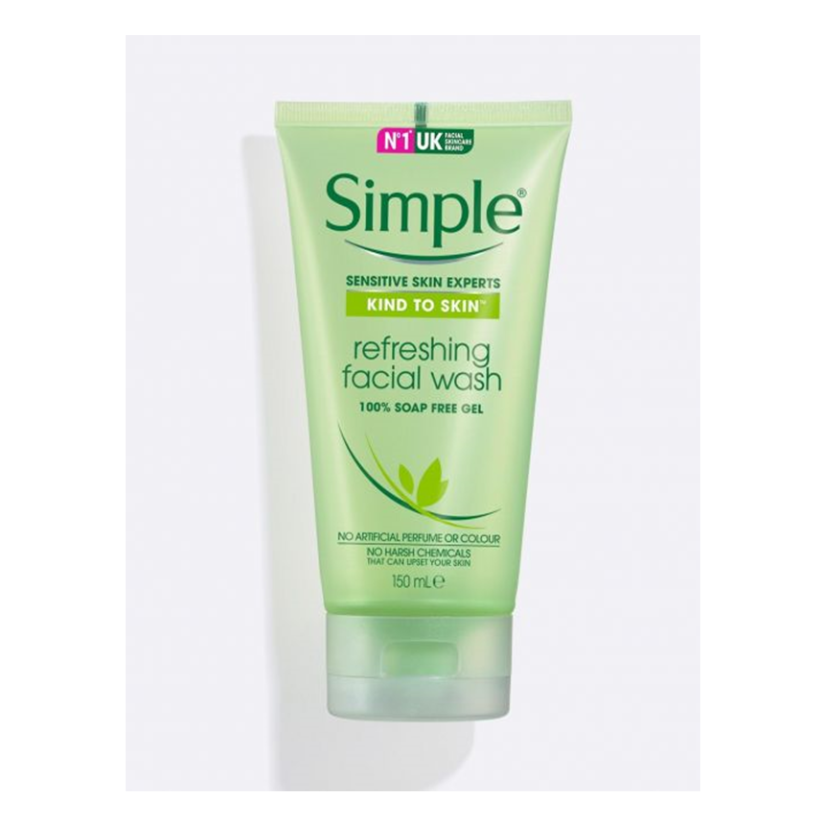 Nº1* UK FACIAL SKINCARE BRAND
Simple®
SENSITIVE SKIN EXPERTS
KIND TO SKIN™
refreshing
facial wash
100% SOAP FREE GEL
NO ARTIFICIAL PERFUME OR COLOUR
NO HARSH CHEMICALS
THAT CAN UPSET YOUR SKIN
150 mL℮